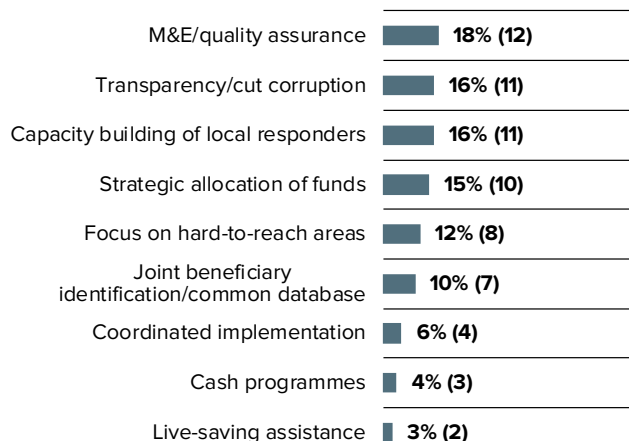 M&E/quality assurance 18% (12)
Transparency/cut corruption 16% (11)
Capacity building of local responders 16% (11)
Strategic allocation of funds 15% (10)
Focus on hard-to-reach areas 12% (8)
Joint beneficiary
identification/common database 10% (7)
Coordinated implementation 6% (4)
Cash programmes 4% (3)
Live-saving assistance 3% (2)